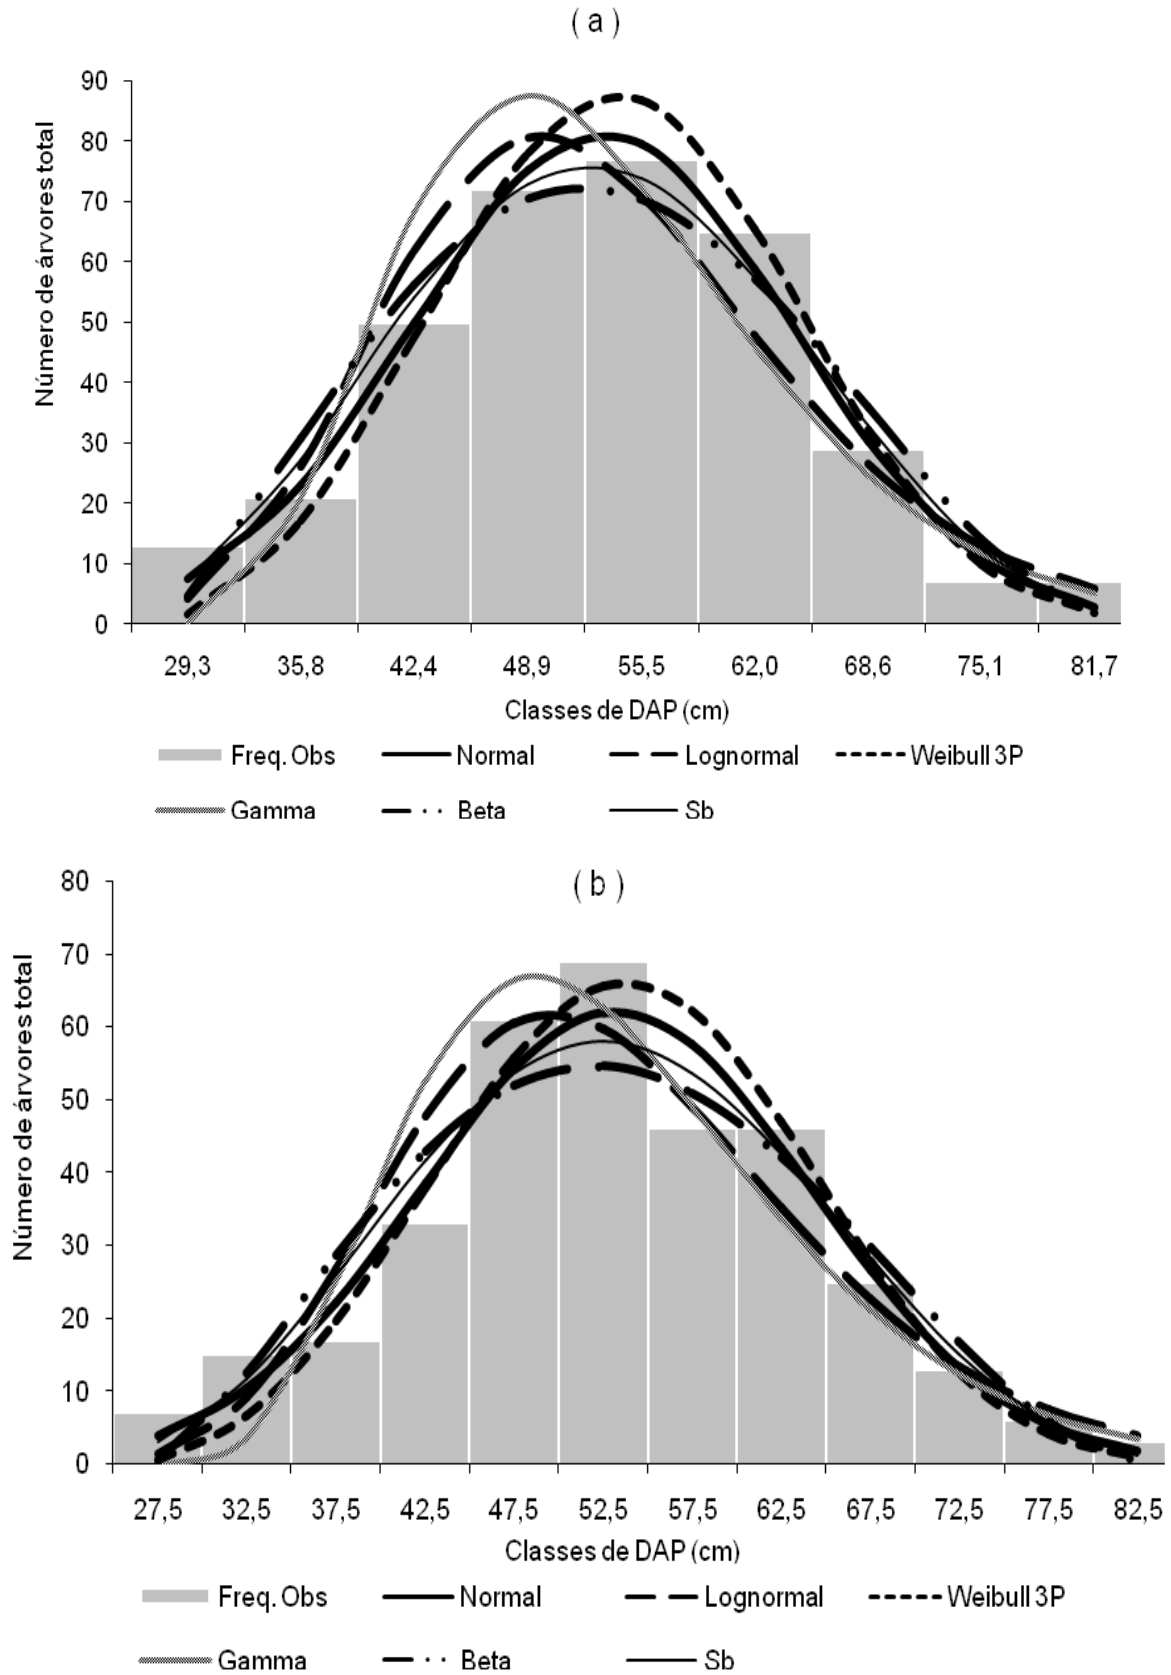 ( a )
Número de árvores total
90
80
70
60
50
40
30
20
10
0
29,3 35,8 42,4 48,9 55,5 62,0 68,6 75,1 81,7
Classes de DAP (cm)
Freq. Obs Normal Lognormal Weibull 3P
Gamma Beta Sb
( b )
Número de árvores total
80
70
60
50
40
30
20
10
0
27,5 32,5 37,5 42,5 47,5 52,5 57,5 62,5 67,5 72,5 77,5 82,5
Classes de DAP (cm)
Freq. Obs Normal Lognormal Weibull 3P
Gamma Beta Sb